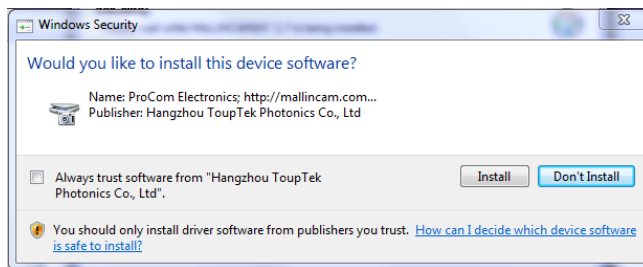 Windows Security
Would you like to install this device software?
Name: ProCom Electronics; http://mallincam.com...
Publisher: Hangzhou ToupTek Photonics Co., Ltd
Always trust software from "Hangzhou ToupTek
Photonics Co., Ltd".
Install
Don't Install
You should only install driver software from publishers you trust. How can I decide which device software
is safe to install?